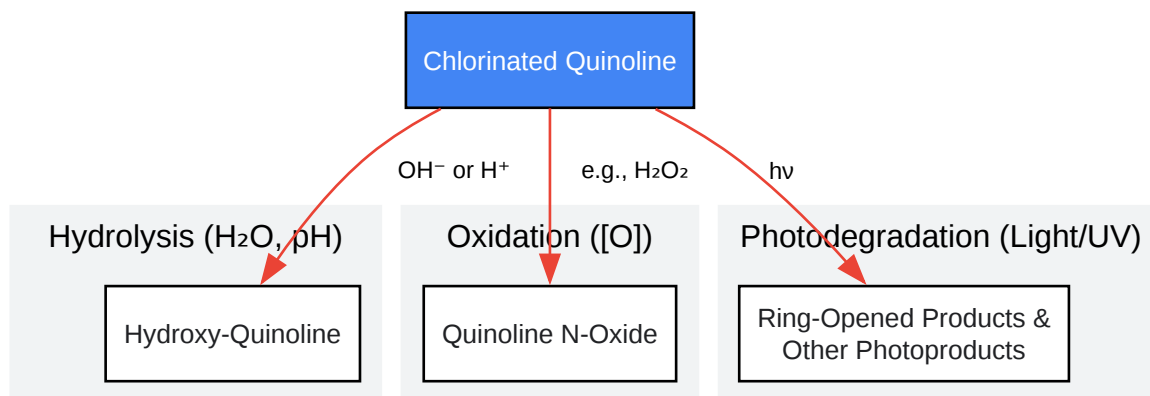 Chlorinated Quinoline
OH⁻ or H⁺
e.g., H₂O₂
hν
Hydrolysis (H₂O, pH)
Oxidation ([O])
Photodegradation (Light/UV)
Hydroxy-Quinoline
Quinoline N-Oxide
Ring-Opened Products &
Other Photoproducts